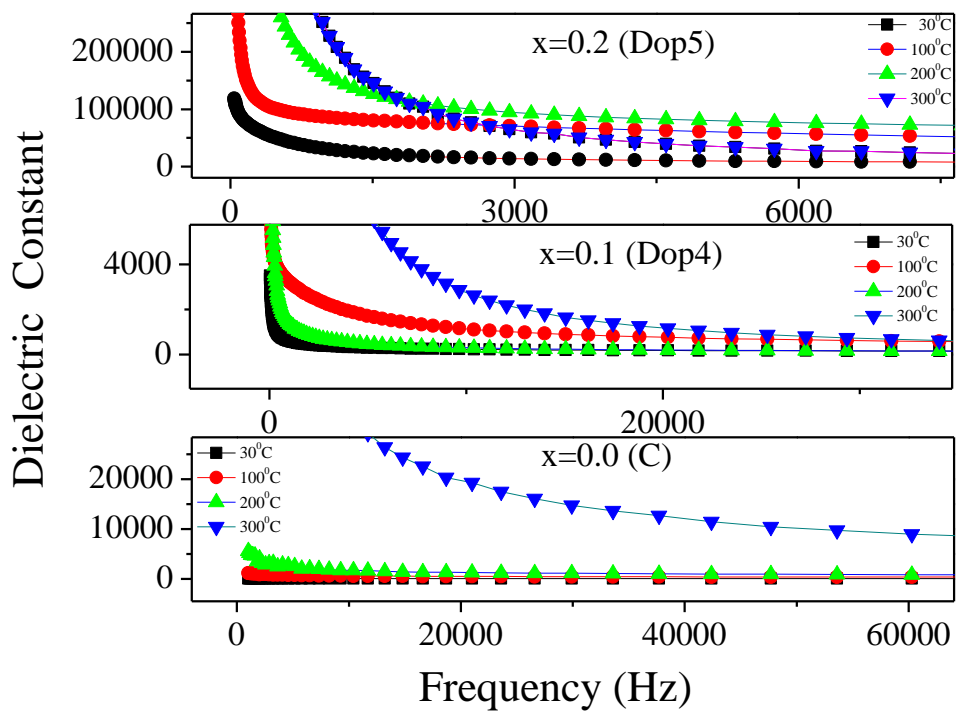 250000
200000
100000
0
x=0.2 (Dop5)
30⁰C
100⁰C
200⁰C
300⁰C
0 3000 6000
4000
0
x=0.1 (Dop4)
30⁰C
100⁰C
200⁰C
300⁰C
0 20000
20000
10000
0
30⁰C
100⁰C
200⁰C
300⁰C
x=0.0 (C)
0 20000 40000 60000
Dielectric Constant
Frequency (Hz)